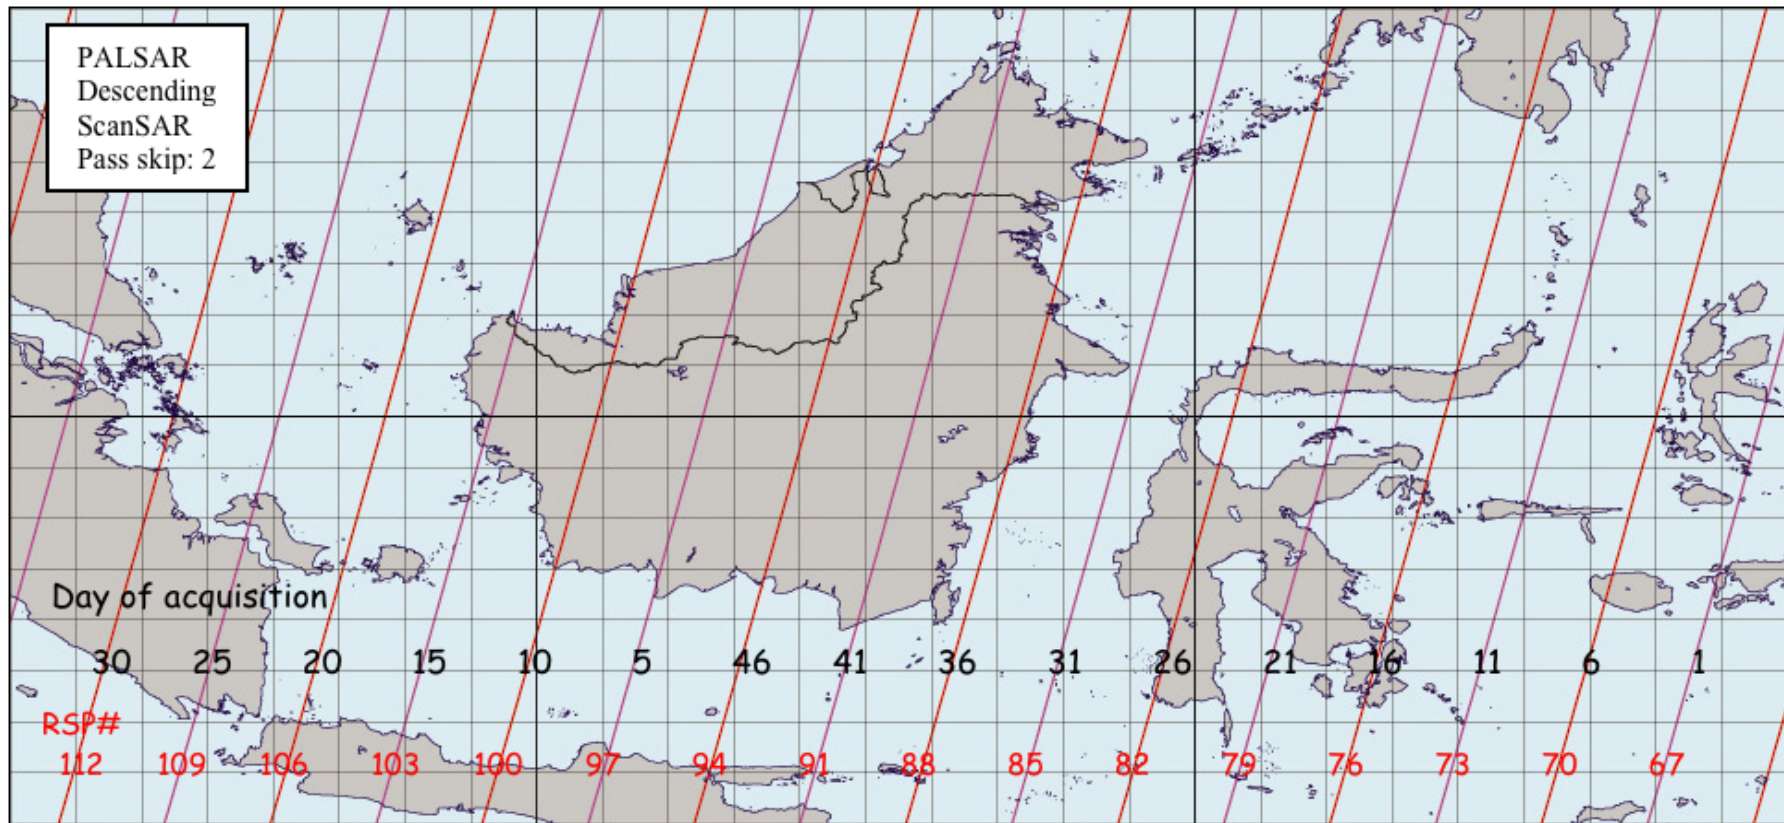 PALSAR
Descending
ScanSAR
Pass skip: 2
Day of acquisition
30 25 20 15 10 5 46 41 36 31 26 21 16 11 6 1
RSP#
112 109 106 103 100 97 94 91 88 85 82 79 76 73 70 67